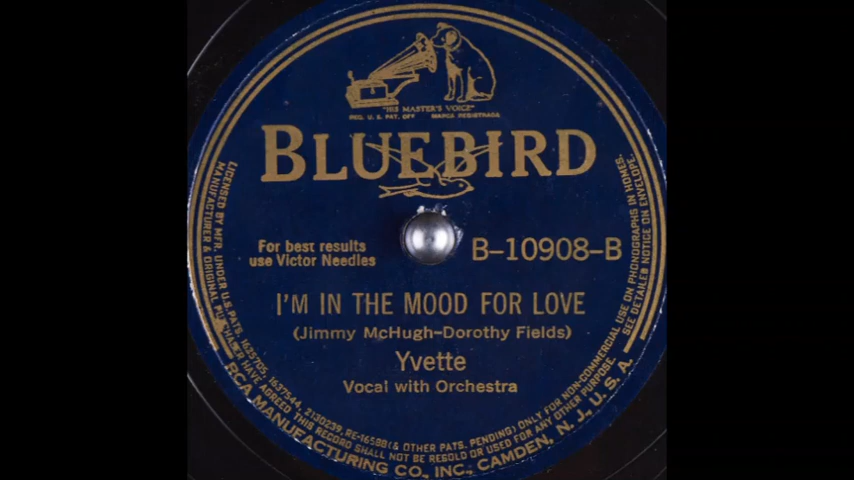 "HIS MASTER'S VOICE"
REG. U. S. PAT. OFF. MARCA REGISTRADA
BLUEBIRD
For best results
use Victor Needles
B-10908-B
I'M IN THE MOOD FOR LOVE
(Jimmy McHugh-Dorothy Fields)
Yvette
Vocal with Orchestra
LICENSED BY MFR. UNDER U.S. PATS. 1637544, 2130239, RE-16588 (& OTHER PATS. PENDING) ONLY FOR NON-COMMERCIAL USE ON PHONOGRAPHS IN HOMES.
MANUFACTURER & ORIGINAL PURCHASER HAVE AGREED THIS RECORD SHALL NOT BE RESOLD OR USED FOR ANY OTHER PURPOSE. SEE DETAILED NOTICE ON ENVELOPE.
RCA MANUFACTURING CO., INC., CAMDEN, N. J., U. S. A.